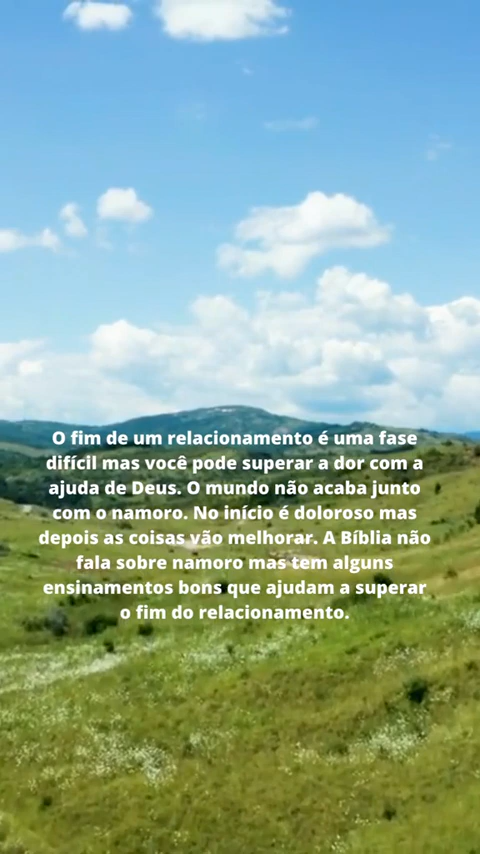 O fim de um relacionamento é uma fase
difícil mas você pode superar a dor com a
ajuda de Deus. O mundo não acaba junto
com o namoro. No início é doloroso mas
depois as coisas vão melhorar. A Bíblia não
fala sobre namoro mas tem alguns
ensinamentos bons que ajudam a superar
o fim do relacionamento.